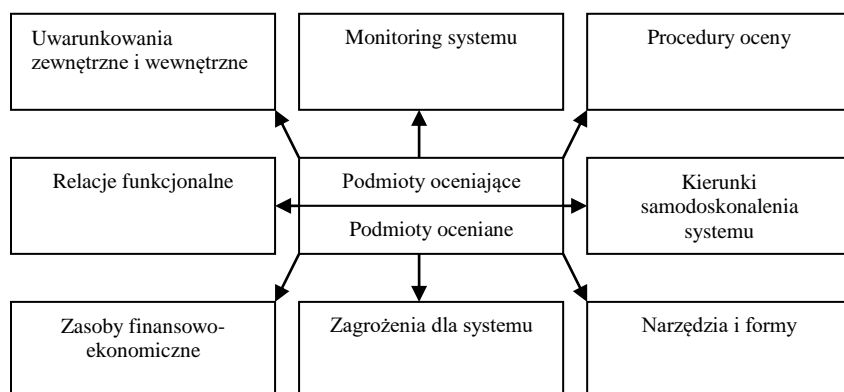 Uwarunkowania
zewnętrzne i wewnętrzne
Monitoring systemu
Procedury oceny
Relacje funkcjonalne
Podmioty oceniające
Podmioty oceniane
Kierunki
samodoskonalenia
systemu
Zasoby finansowo-
ekonomiczne
Zagrożenia dla systemu
Narzędzia i formy